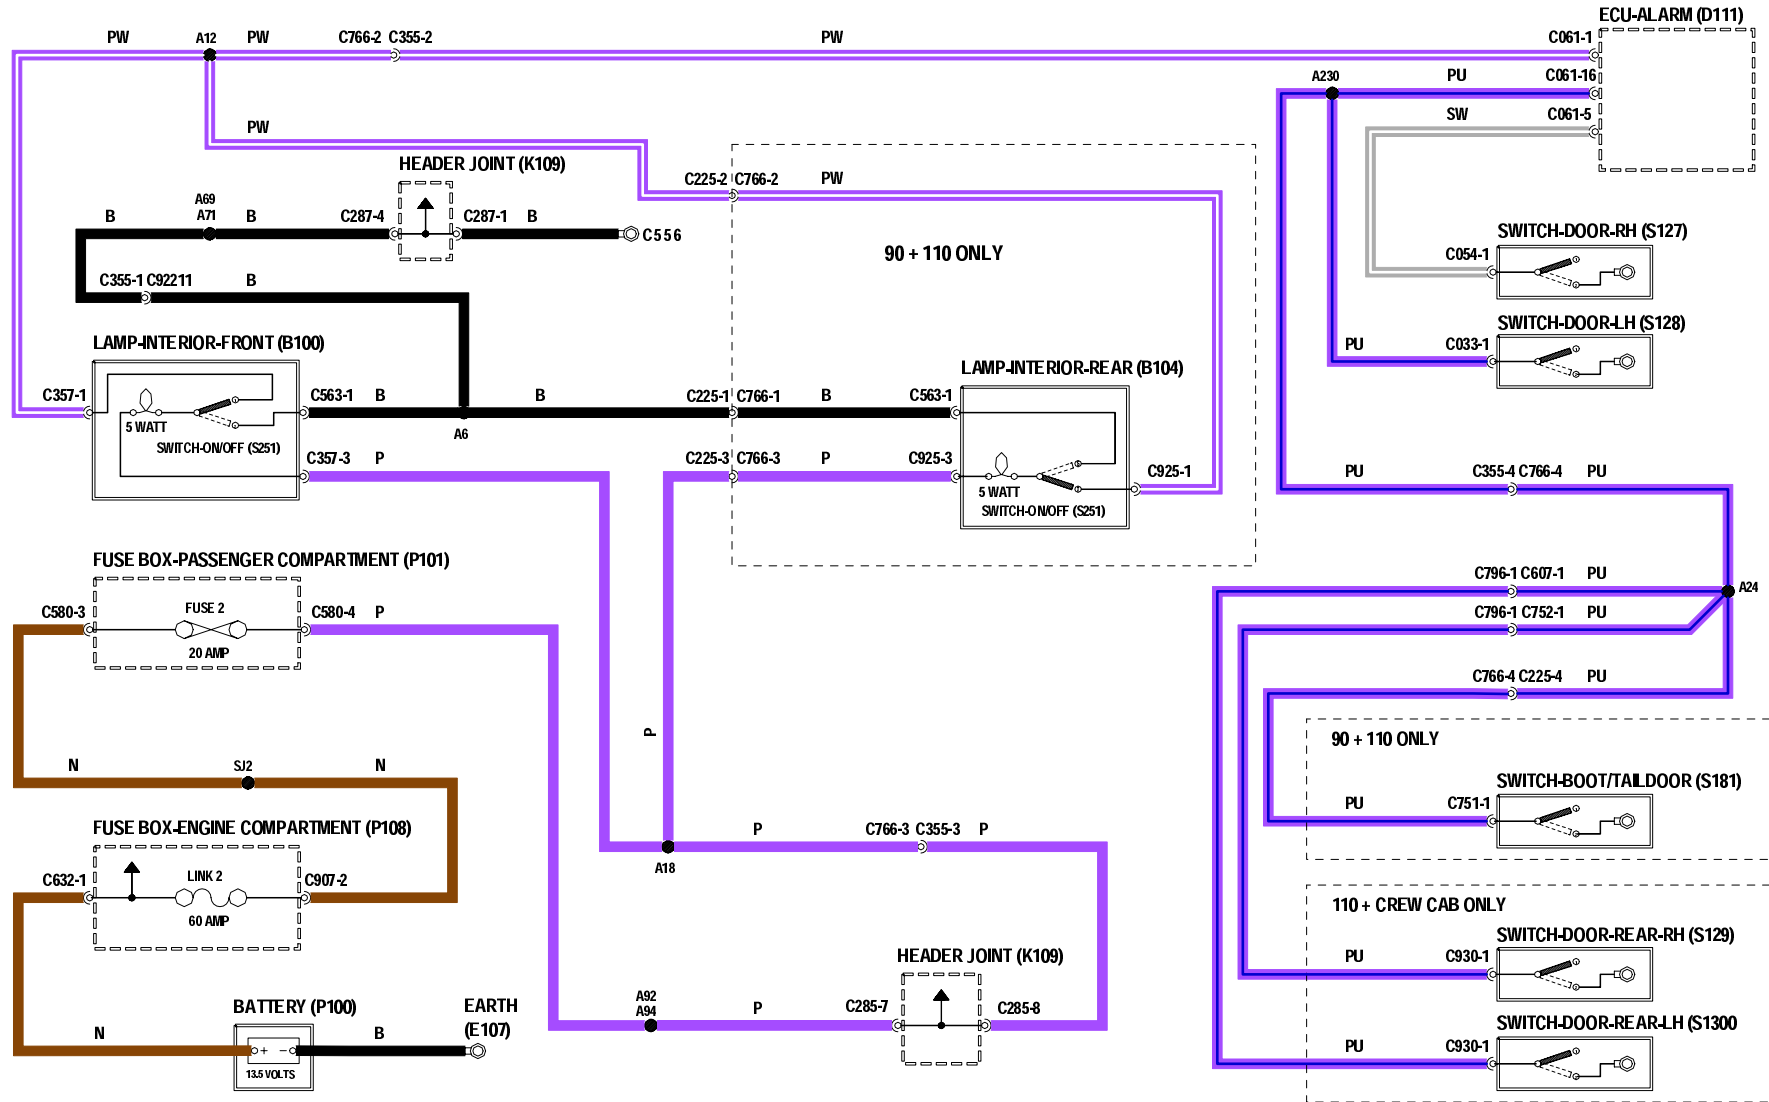 ECU-ALARM (D111)
PW A12 PW C766-2 C355-2 PW C061-1
A230 PU C061-16
SW C061-5
PW
HEADER JOINT (K109)
C225-2 C766-2 PW
A69
B A71 B C287-4 C287-1 B
C556
SWITCH-DOOR-RH (S127)
90 + 110 ONLY
C054-1
C355-1 C92211 B
SWITCH-DOOR-LH (S128)
LAMP-INTERIOR-FRONT (B100)
PU C033-1
LAMP-INTERIOR-REAR (B104)
C357-1 C563-1 B B C225-1 C766-1 B C563-1
5 WATT
A6
SWITCH-ON/OFF (S251)
C357-3 P C225-3 C766-3 P C925-3 C925-1
PU C355-4 C766-4 PU
5 WATT
SWITCH-ON/OFF (S251)
FUSE BOX-PASSENGER COMPARTMENT (P101)
C796-1 C607-1 PU
A24
C580-3 FUSE 2 C580-4 P
C796-1 C752-1 PU
20 AMP
C766-4 C225-4 PU
P
90 + 110 ONLY
N SJ2 N
SWITCH-BOOT/TAILDOOR (S181)
PU C751-1
FUSE BOX-ENGINE COMPARTMENT (P108)
P C766-3 C355-3 P
A18
C632-1 LINK 2 C907-2
60 AMP
110 + CREW CAB ONLY
SWITCH-DOOR-REAR-RH (S129)
HEADER JOINT (K109)
PU C930-1
A92
A94 P C285-7 C285-8
BATTERY (P100) EARTH
(E107)
SWITCH-DOOR-REAR-LH (S1300
N B
+ −
PU C930-1
13.5 VOLTS